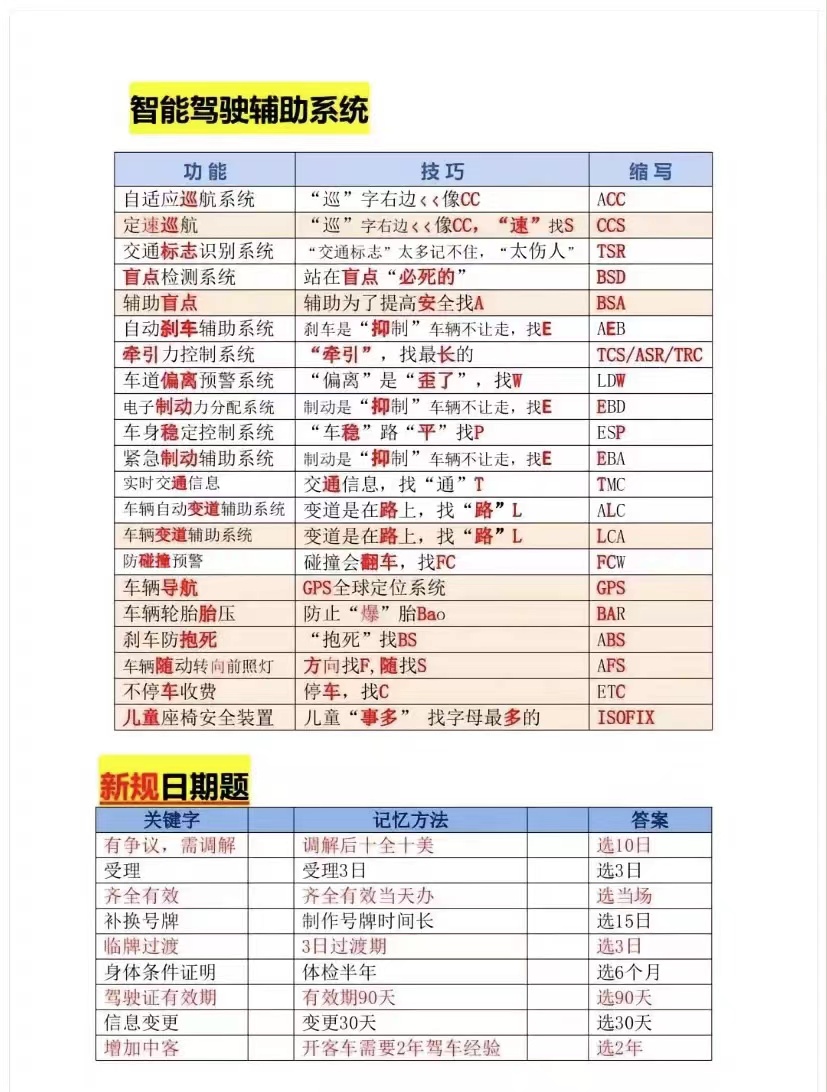 智能驾驶辅助系统
功能 技巧 缩写
自适应巡航系统 “巡”字右边巜像CC ACC
定速巡航 “巡”字右边巜像CC，“速”找S CCS
交通标志识别系统 “交通标志”太多记不住，“太伤人” TSR
盲点检测系统 站在盲点“必死的” BSD
辅助盲点 辅助为了提高安全找A BSA
自动刹车辅助系统 刹车是“抑制”车辆不让走，找E AEB
牵引力控制系统 “牵引”，找最长的 TCS/ASR/TRC
车道偏离预警系统 “偏离”是“歪了”，找W LDW
电子制动力分配系统 制动是“抑制”车辆不让走，找E EBD
车身稳定控制系统 “车稳”路“平”找P ESP
紧急制动辅助系统 制动是“抑制”车辆不让走，找E EBA
实时交通信息 交通信息，找“通”T TMC
车辆自动变道辅助系统 变道是在路上，找“路”L ALC
车辆变道辅助系统 变道是在路上，找“路”L LCA
防碰撞预警 碰撞会翻车，找FC FCW
车辆导航 GPS全球定位系统 GPS
车辆轮胎胎压 防止“爆”胎Bao BAR
刹车防抱死 “抱死”找BS ABS
车辆随动转向前照灯 方向找F,随找S AFS
不停车收费 停车，找C ETC
儿童座椅安全装置 儿童“事多” 找字母最多的 ISOFIX
新规日期题
关键字 记忆方法 答案
有争议，需调解 调解后十全十美 选10日
受理 受理3日 选3日
齐全有效 齐全有效当天办 选当场
补换号牌 制作号牌时间长 选15日
临牌过渡 3日过渡期 选3日
身体条件证明 体检半年 选6个月
驾驶证有效期 有效期90天 选90天
信息变更 变更30天 选30天
增加中客 开客车需要2年驾车经验 选2年